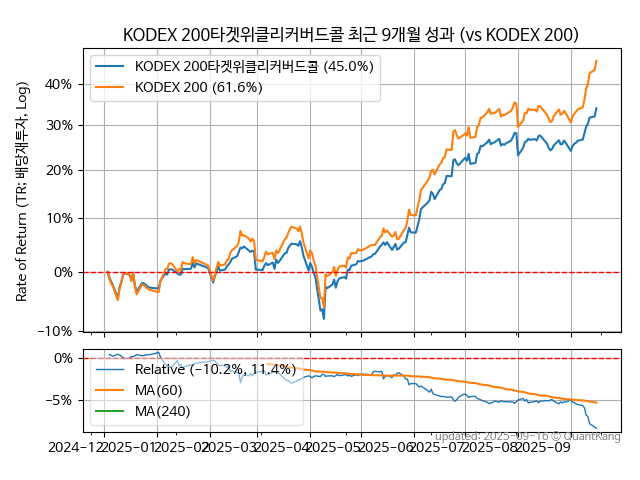 KODEX 200타겟위클리커버드콜 최근 9개월 성과 (vs KODEX 200)
KODEX 200타겟위클리커버드콜 (45.0%)
KODEX 200 (61.6%)
Rate of Return (TR; 배당재투자, Log)
40%
30%
20%
10%
0%
−10%
Relative (−10.2%, 11.4%)
MA(60)
MA(240)
0%
−5%
updated: 2025-09-16 © QuantKang
2024-12 2025-01 2025-02 2025-03 2025-04 2025-05 2025-06 2025-07 2025-08 2025-09